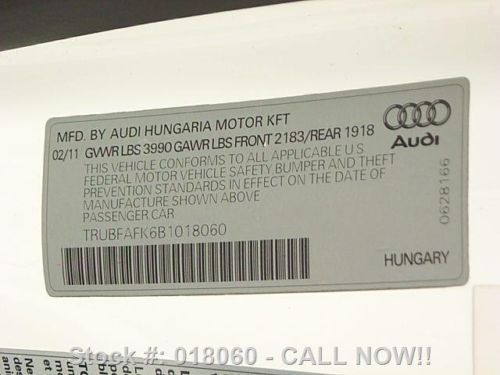 MFD. BY AUDI HUNGARIA MOTOR KFT
02/11 GVWR LBS 3990 GAWR LBS FRONT 2183/REAR 1918
THIS VEHICLE CONFORMS TO ALL APPLICABLE U.S.
FEDERAL MOTOR VEHICLE SAFETY, BUMPER AND THEFT
PREVENTION STANDARDS IN EFFECT ON THE DATE OF
MANUFACTURE SHOWN ABOVE
PASSENGER CAR
TRUBFAFK6B1018060
Audi
0628166
HUNGARY
Stock #: 018060 - CALL NOW!!